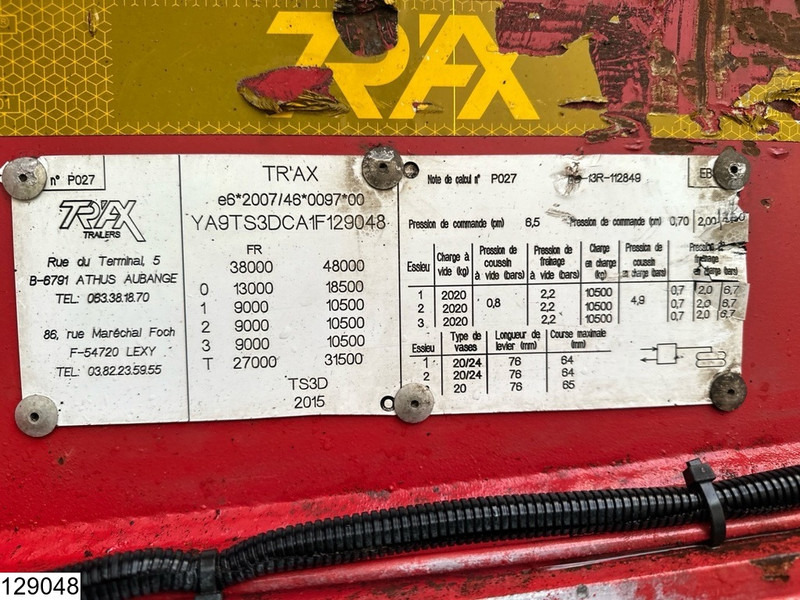 TR'AX
01
n° P027
TR'AX
TRAILERS
Rue du Terminal, 5
B-6791 ATHUS AUBANGE
TEL: 063.38.18.70
86, rue Maréchal Foch
F-54720 LEXY
TEL: 03.82.23.59.55
TR'AX
e6*2007/46*0097*00
YA9TS3DCA1F129048
FR
38000 48000
0 13000 18500
1 9000 10500
2 9000 10500
3 9000 10500
T 27000 31500
TS3D
2015
Note de calcul n° P027 13R-112849 EB
Pression de commande (pm) 6,5 Pression de commande (pm) 0,70 2,00
Essieu Charge à vide (kg) Pression de coussin à vide (bars) Pression de freinage à vide (bars) Charge en charge (kg) Pression de coussin en charge (bars) Pression de freinage en charge (bars)
1 2020 0,8 2,2 10500 4,9 0,7 2,0 6,7
2 2020 2,2 10500 0,7 2,0 6,7
3 2020 2,2 10500 0,7 2,0 6,7
Essieu Type de vases Longueur de levier (mm) Course maximale (mm)
1 20/24 76 64
2 20/24 76 64
20 76 65
129048